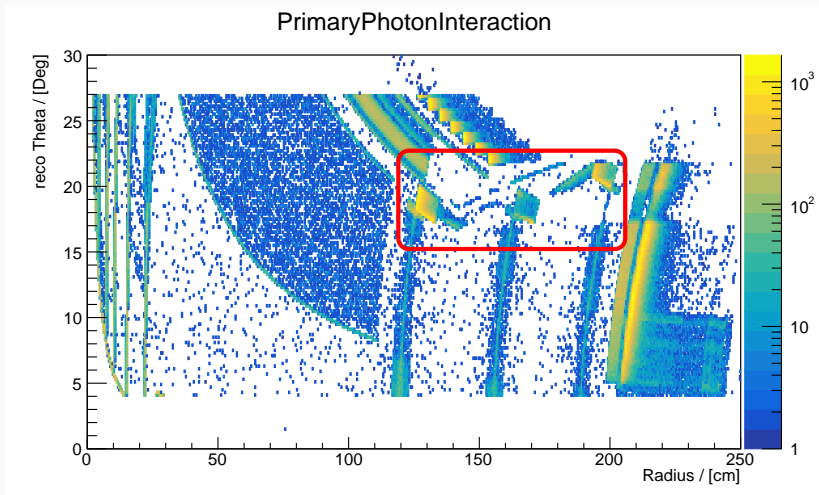 PrimaryPhotonInteraction
reco Theta / [Deg]
30
25
20
15
10
5
0
0 50 100 150 200 250
Radius / [cm]
10³
10²
10
1